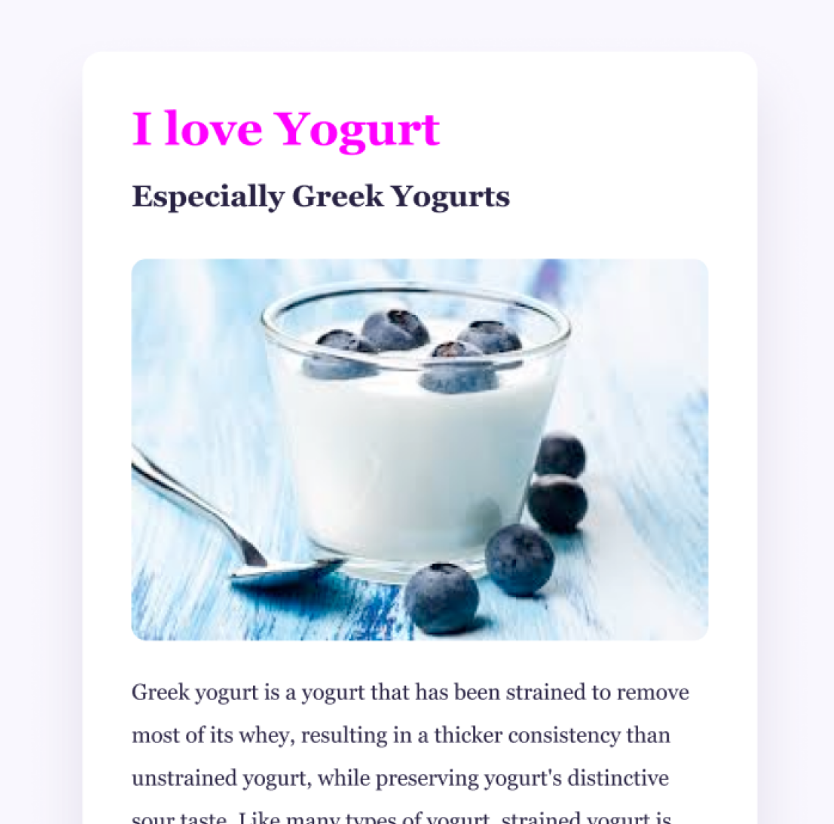 I love Yogurt
Especially Greek Yogurts
Greek yogurt is a yogurt that has been strained to remove
most of its whey, resulting in a thicker consistency than
unstrained yogurt, while preserving yogurt's distinctive
sour taste. Like many types of yogurt, strained yogurt is